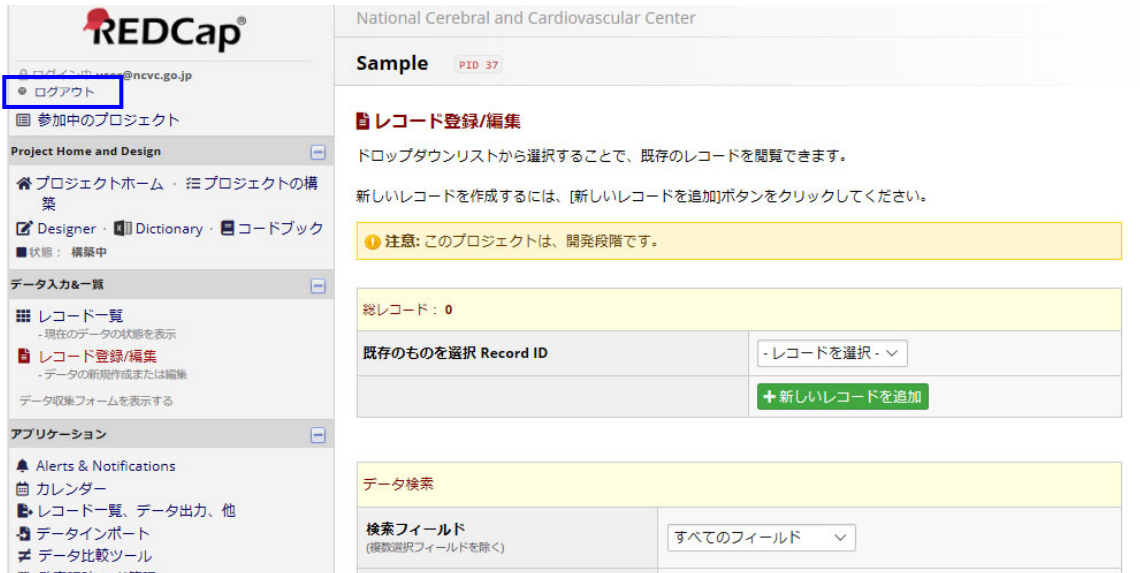 REDCap®
ログイン中 user@ncvc.go.jp
ログアウト
参加中のプロジェクト
Project Home and Design
プロジェクトホーム · プロジェクトの構
築
Designer · Dictionary · コードブック
状態： 構築中
データ入力&一覧
レコード一覧
- 現在のデータの状態を表示
レコード登録/編集
- データの新規作成または編集
データ収集フォームを表示する
アプリケーション
Alerts & Notifications
カレンダー
レコード一覧、データ出力、他
データインポート
データ比較ツール
National Cerebral and Cardiovascular Center
Sample PID 37
レコード登録/編集
ドロップダウンリストから選択することで、既存のレコードを閲覧できます。
新しいレコードを作成するには、[新しいレコードを追加]ボタンをクリックしてください。
注意: このプロジェクトは、開発段階です。
総レコード： 0
既存のものを選択 Record ID
- レコードを選択 -
+新しいレコードを追加
データ検索
検索フィールド
(複数選択フィールドを除く)
すべてのフィールド